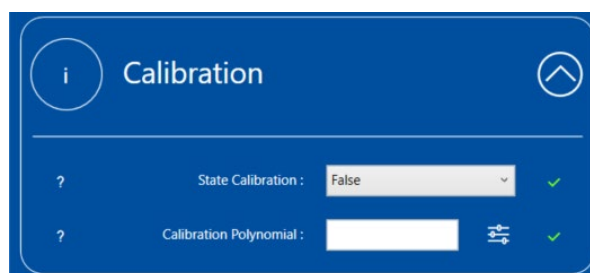 i Calibration
? State Calibration : False
? Calibration Polynomial :